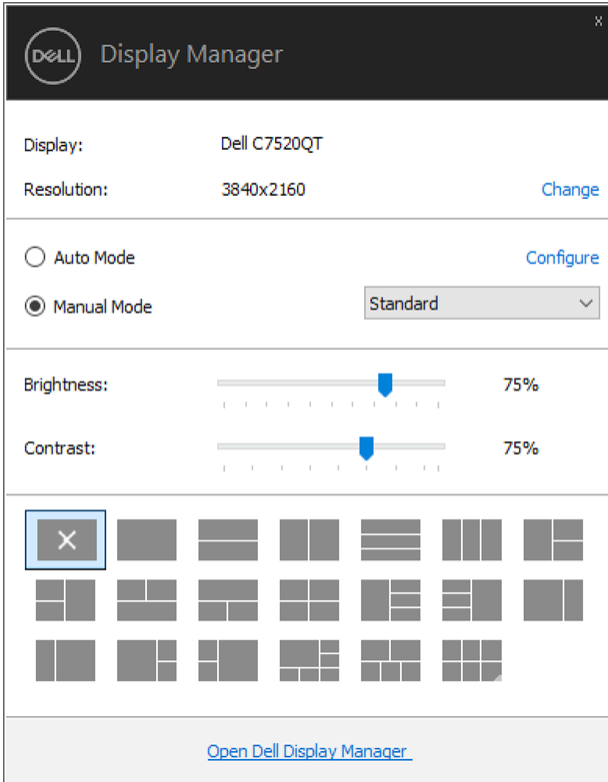 x
DELL Display Manager
Display: Dell C7520QT
Resolution: 3840x2160 Change
Auto Mode Configure
Manual Mode Standard
Brightness: 75%
Contrast: 75%
Open Dell Display Manager